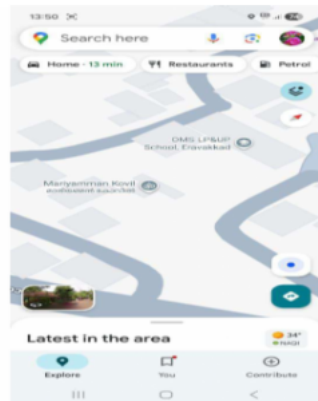 13:50
Search here
Home · 13 min
Restaurants
Petrol
DMS LP&UP
School, Eravakkad
Mariyamman Kovil
Latest in the area
34°
NAQI
Explore
You
Contribute